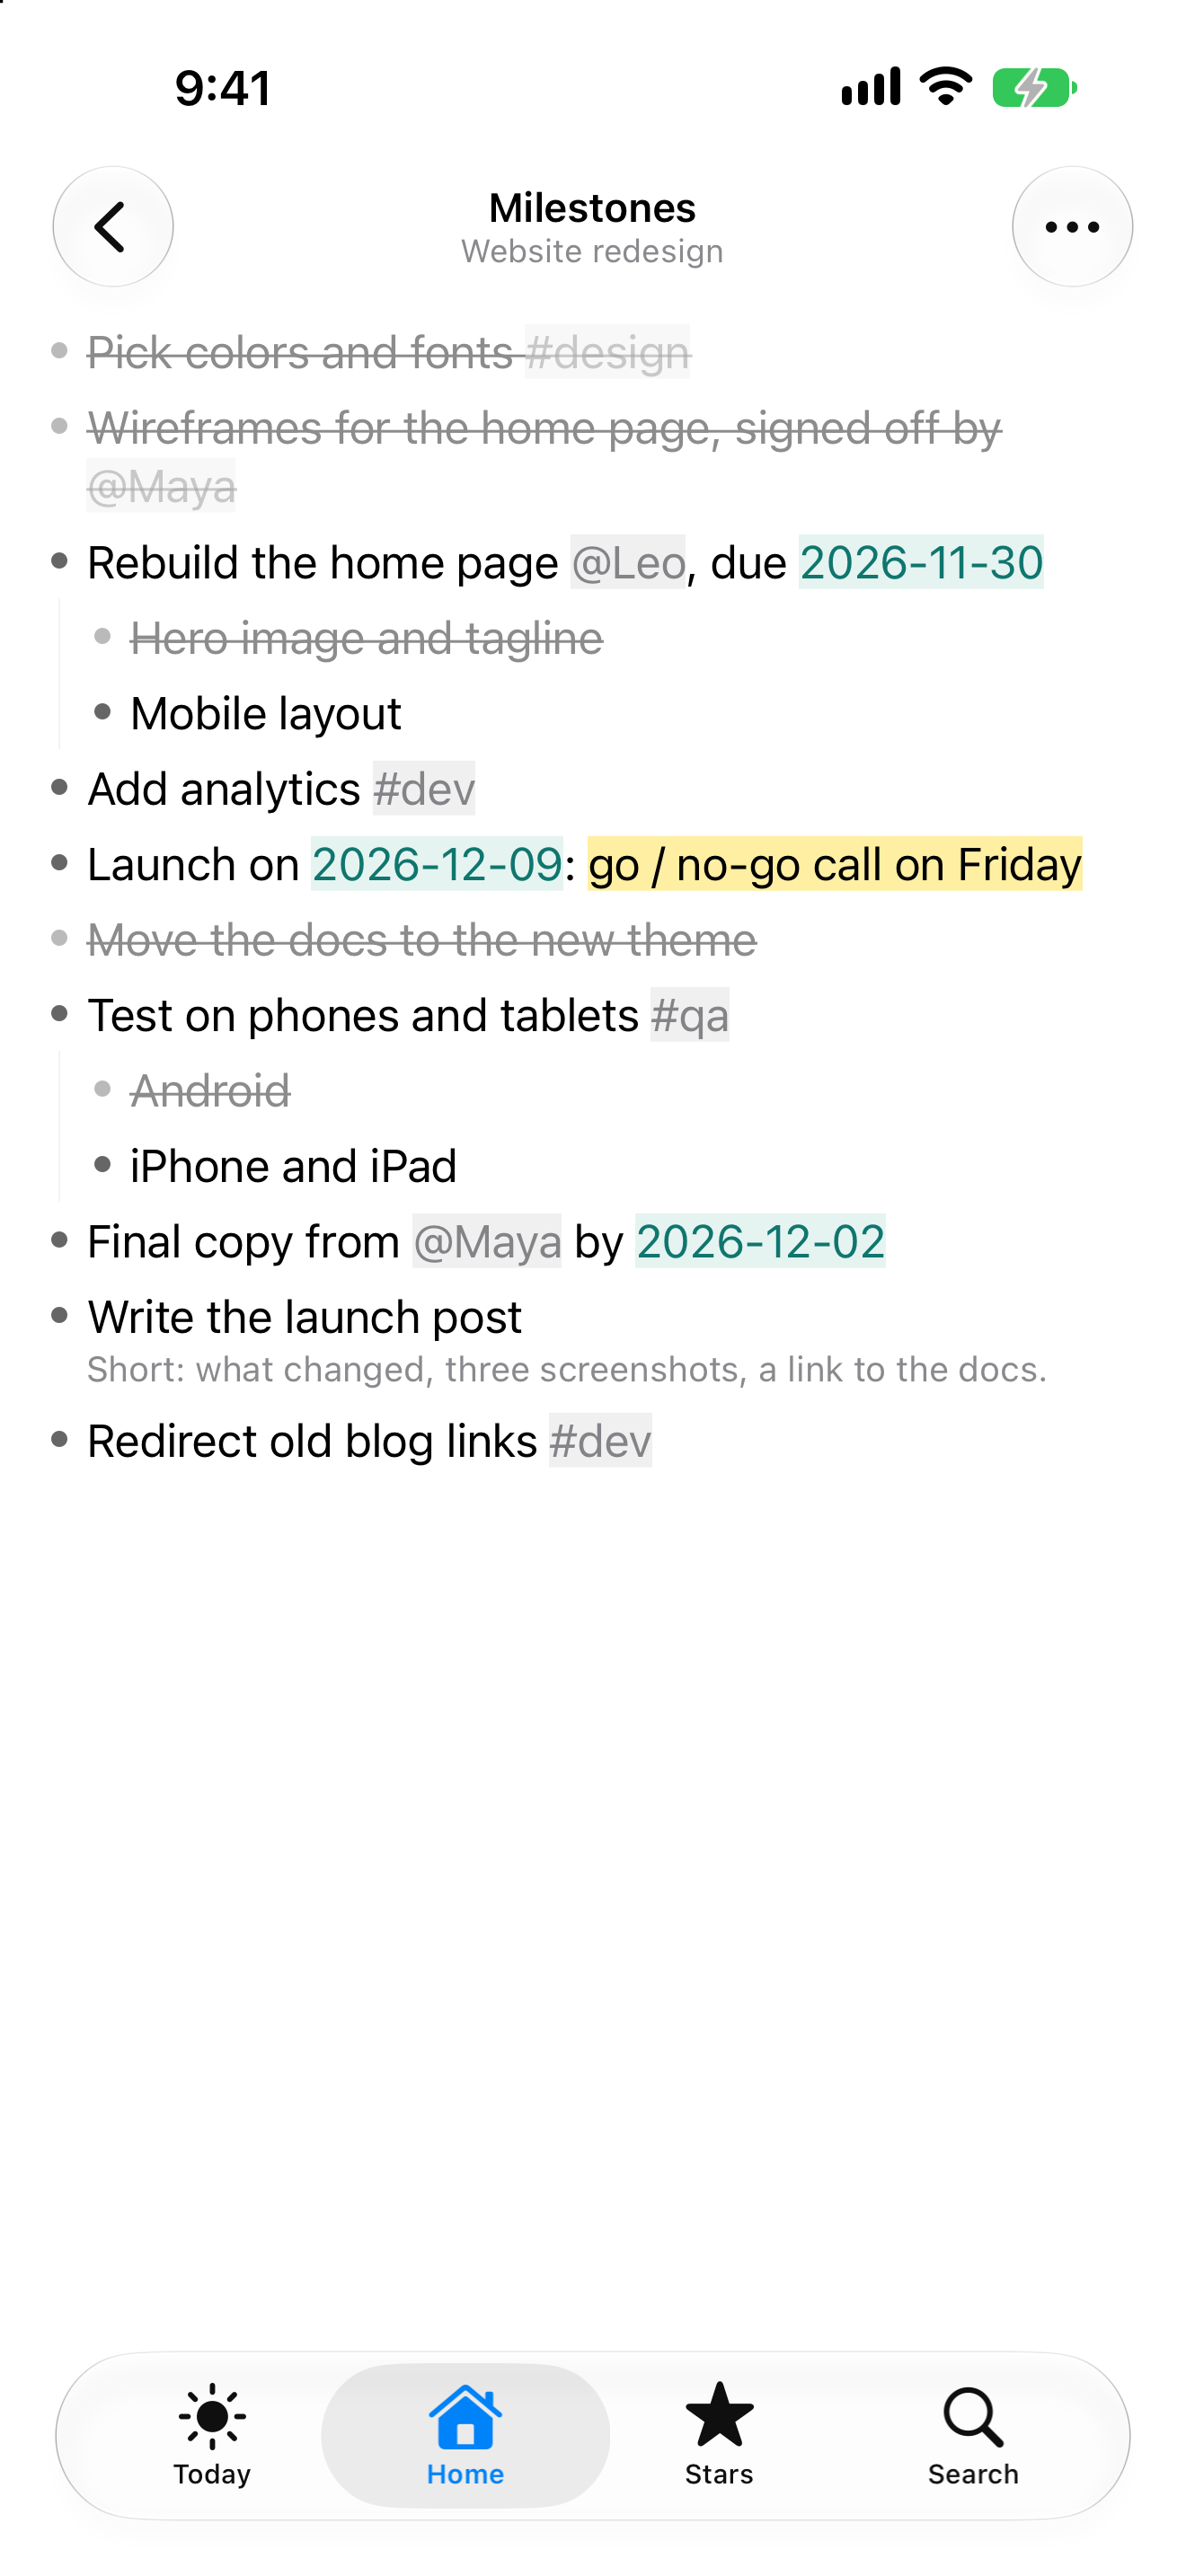 9:41
Milestones
Website redesign
Pick colors and fonts #design
Wireframes for the home page, signed off by
@Maya
Rebuild the home page @Leo, due 2026-11-30
Hero image and tagline
Mobile layout
Add analytics #dev
Launch on 2026-12-09: go / no-go call on Friday
Move the docs to the new theme
Test on phones and tablets #qa
Android
iPhone and iPad
Final copy from @Maya by 2026-12-02
Write the launch post
Short: what changed, three screenshots, a link to the docs.
Redirect old blog links #dev
Today Home Stars Search